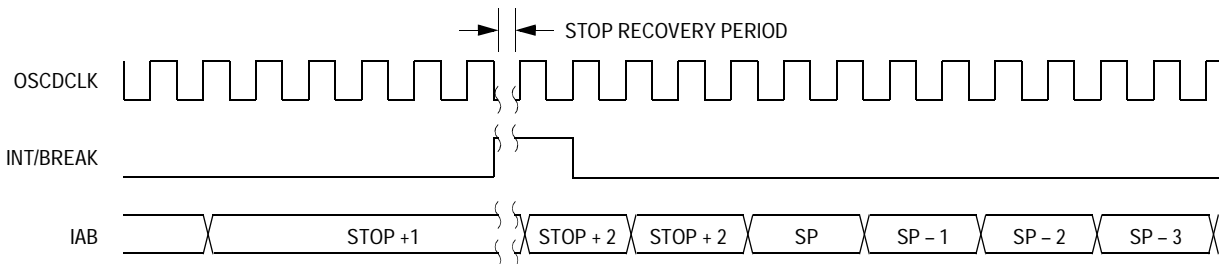 STOP RECOVERY PERIOD
OSCDCLK
INT/BREAK
IAB
STOP +1
STOP + 2
STOP + 2
SP
SP – 1
SP – 2
SP – 3